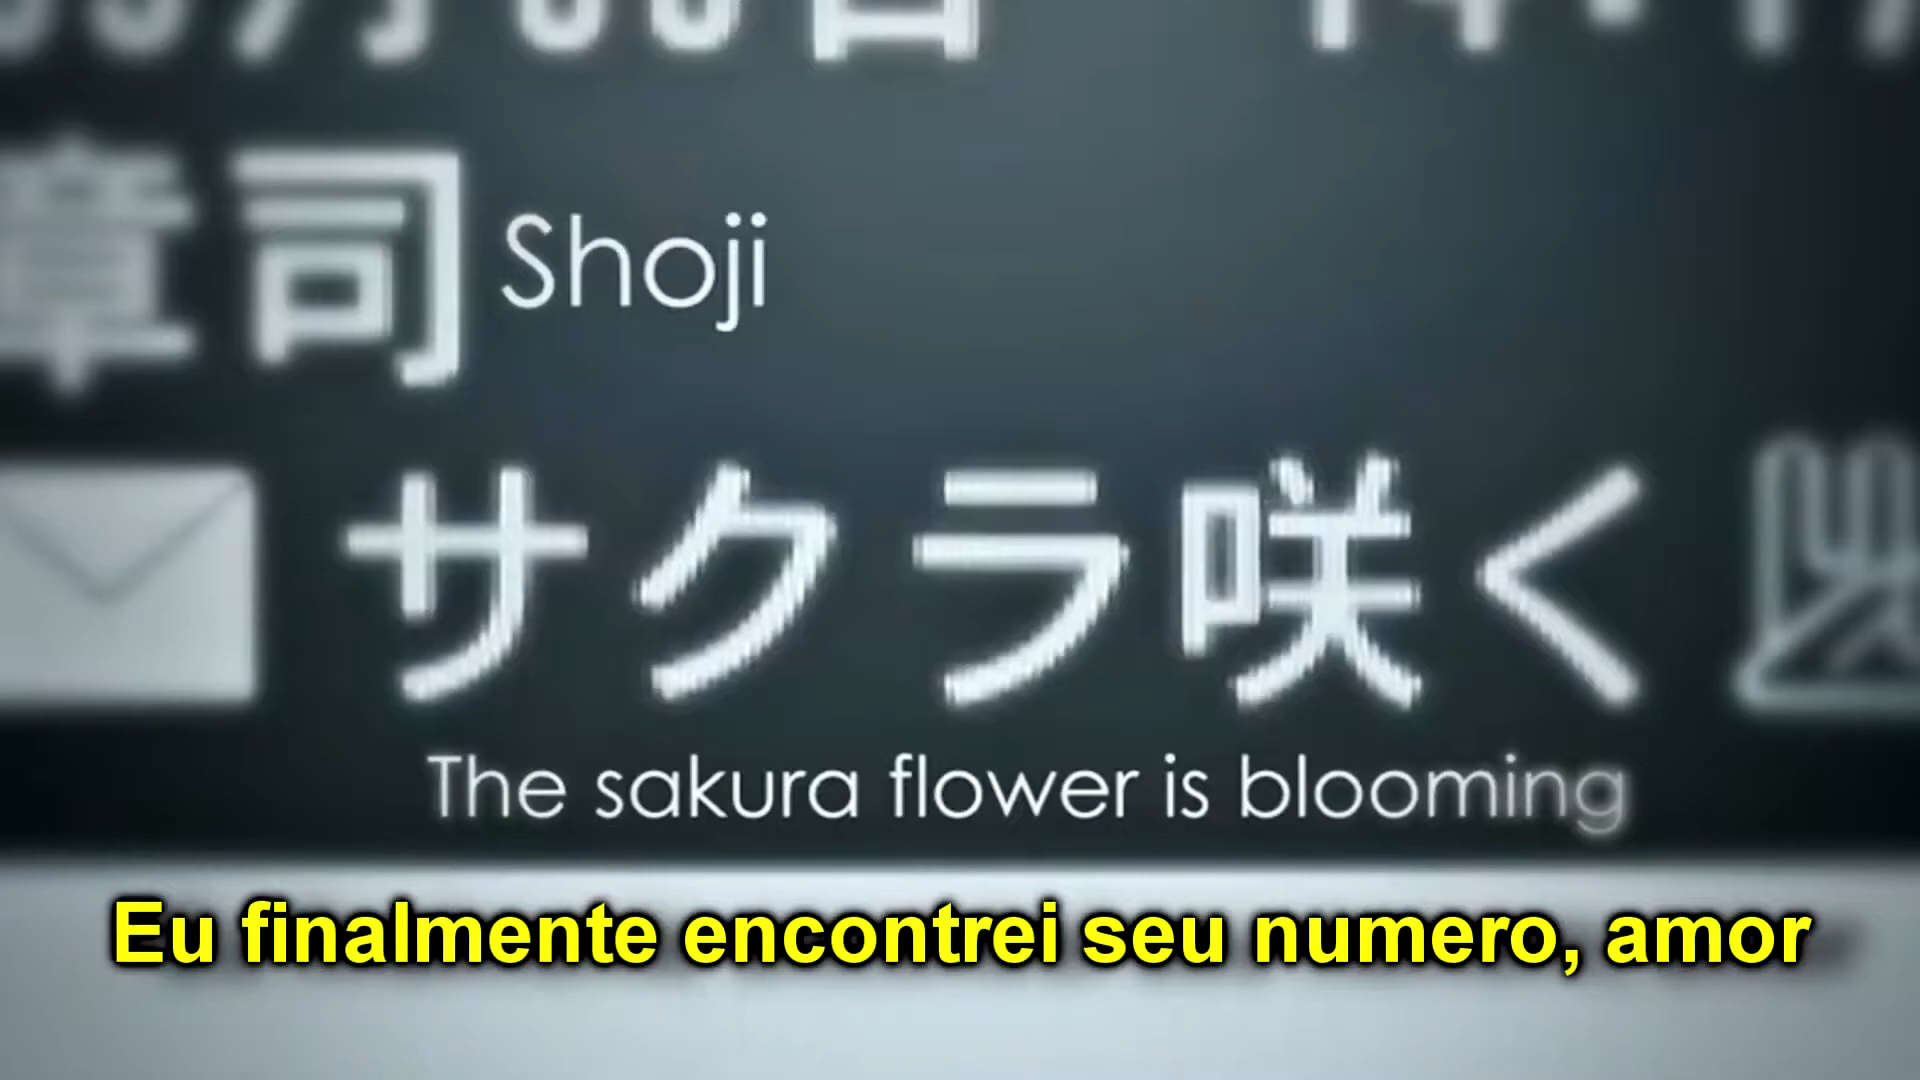 章司 Shoji
サクラ咲く
The sakura flower is blooming
Eu finalmente encontrei seu numero, amor